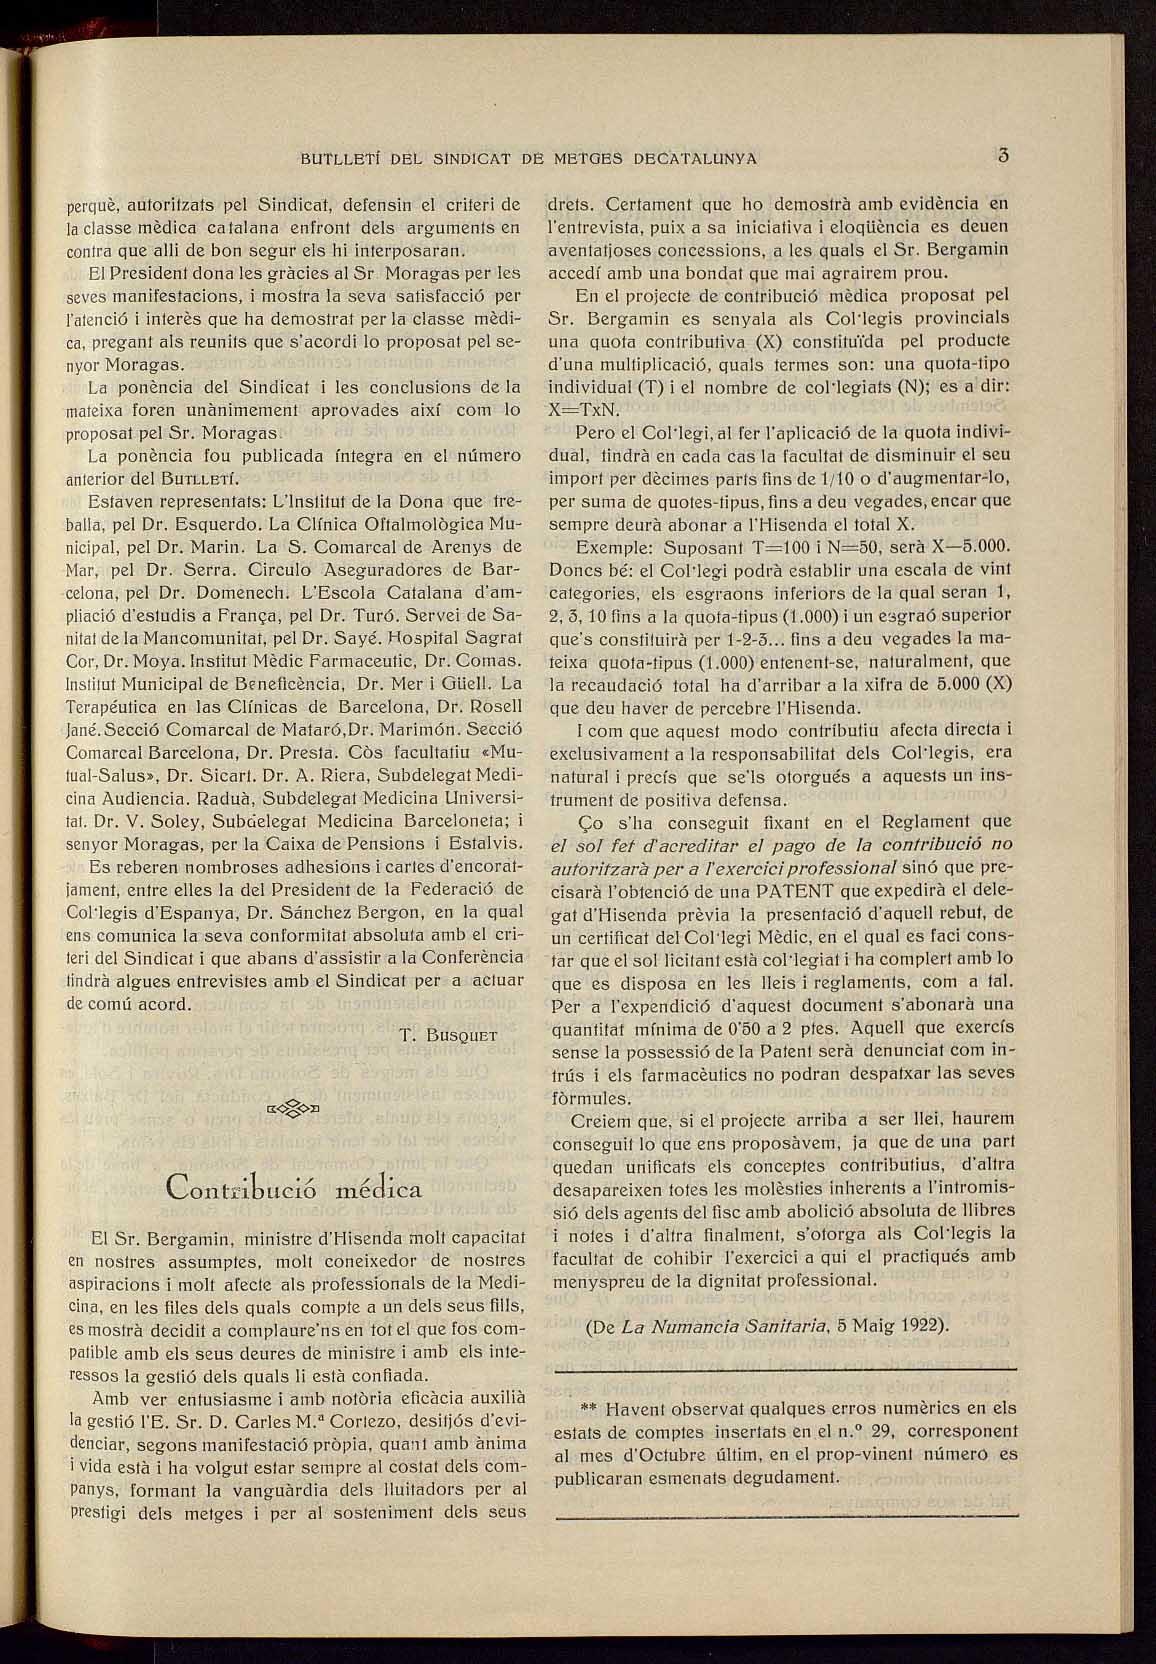 BUTLLETÍ DEL SINDICAT DE METGES DECATALUNYA 3
perquè, autoritzats pel Sindicat, defensin el criteri de
la classe mèdica catalana enfront dels arguments en
contra que alli de bon segur els hi interposaran.
El President dona les gràcies al Sr Moragas per les
seves manifestacions, i mostra la seva satisfacció per
l'atenció i interès que ha demostrat per la classe mèdi-
ca, pregant als reunits que s'acordi lo proposat pel se-
nyor Moragas.
La ponència del Sindicat i les conclusions de la
mateixa foren unànimement aprovades així com lo
proposat pel Sr. Moragas
La ponència fou publicada íntegra en el número
anterior del BUTLLETÍ.
Estaven representats: L'Institut de la Dona que tre-
balla, pel Dr. Esquerdo. La Clínica Oftalmològica Mu-
nicipal, pel Dr. Marin. La S. Comarcal de Arenys de
Mar, pel Dr. Serra. Circulo Aseguradores de Bar-
celona, pel Dr. Domenech. L'Escola Catalana d'am-
pliació d'estudis a França, pel Dr. Turó. Servei de Sa-
nitat de la Mancomunitat, pel Dr. Sayé. Hospital Sagrat
Cor, Dr. Moya. Institut Mèdic Farmaceutic, Dr. Comas.
Institut Municipal de Beneficència, Dr. Mer i Güell. La
Terapéutica en las Clínicas de Barcelona, Dr. Rosell
Jané. Secció Comarcal de Mataró, Dr. Marimón. Secció
Comarcal Barcelona, Dr. Presta. Còs facultatiu «Mu-
tual-Salus», Dr. Sicart. Dr. A. Riera, Subdelegat Medi-
cina Audiencia. Raduà, Subdelegat Medicina Universi-
tat. Dr. V. Soley, Subdelegat Medicina Barceloneta; i
senyor Moragas, per la Caixa de Pensions i Estalvis.
Es reberen nombroses adhesions i cartes d'encorat-
jament, entre elles la del President de la Federació de
Col·legis d'Espanya, Dr. Sánchez Bergon, en la qual
ens comunica la seva conformitat absoluta amb el cri-
teri del Sindicat i que abans d'assistir a la Conferència
tindrà algues entrevistes amb el Sindicat per a actuar
de comú acord.
T. BUSQUET
Contribució médica
El Sr. Bergamin, ministre d'Hisenda molt capacitat
en nostres assumptes, molt coneixedor de nostres
aspiracions i molt afecte als professionals de la Medi-
cina, en les files dels quals compte a un dels seus fills,
es mostrà decidit a complaure'ns en tot el que fos com-
patible amb els seus deures de ministre i amb els inte-
ressos la gestió dels quals li està confiada.
Amb ver entusiasme i amb notòria eficàcia auxilià
la gestió l'E. Sr. D. Carles M.ª Cortezo, desitjós d'evi-
denciar, segons manifestació pròpia, quant amb ànima
i vida està i ha volgut estar sempre al costat dels com-
panys, formant la vanguàrdia dels lluitadors per al
prestigi dels metges i per al sosteniment dels seus
drets. Certament que ho demostrà amb evidència en
l'entrevista, puix a sa iniciativa i eloqüència es deuen
aventatjoses concessions, a les quals el Sr. Bergamin
accedí amb una bondat que mai agrairem prou.
En el projecte de contribució mèdica proposat pel
Sr. Bergamin es senyala als Col·legis provincials
una quota contributiva (X) constituïda pel producte
d'una multiplicació, quals termes son: una quota-tipo
individual (T) i el nombre de col·legiats (N); es a dir:
X=TxN.
Pero el Col·legi, al fer l'aplicació de la quota indivi-
dual, tindrà en cada cas la facultat de disminuir el seu
import per dècimes parts fins de 1/10 o d'augmentar-lo,
per suma de quotes-tipus, fins a deu vegades, encar que
sempre deurà abonar a l'Hisenda el total X.
Exemple: Suposant T=100 i N=50, serà X—5.000.
Doncs bé: el Col·legi podrà establir una escala de vint
categories, els esgraons inferiors de la qual seran 1,
2, 3, 10 fins a la quota-tipus (1.000) i un esgraó superior
que's constituirà per 1-2-3... fins a deu vegades la ma-
teixa quota-tipus (1.000) entenent-se, naturalment, que
la recaudació total ha d'arribar a la xifra de 5.000 (X)
que deu haver de percebre l'Hisenda.
I com que aquest modo contributiu afecta directa i
exclusivament a la responsabilitat dels Col·legis, era
natural i precís que se'ls otorgués a aquests un ins-
trument de positiva defensa.
Ço s'ha conseguit fixant en el Reglament que
el sol fet d'acreditar el pago de la contribució no
autoritzarà per a l'exercici professional sinó que pre-
cisarà l'obtenció de una PATENT que expedirà el dele-
gat d'Hisenda prèvia la presentació d'aquell rebut, de
un certificat del Col·legi Mèdic, en el qual es faci cons-
tar que el sol licitant està col·legiat i ha complert amb lo
que es disposa en les lleis i reglaments, com a tal.
Per a l'expendició d'aquest document s'abonarà una
quantitat mínima de 0'50 a 2 ptes. Aquell que exercís
sense la possessió de la Patent serà denunciat com in-
trús i els farmacèutics no podran despatxar las seves
fòrmules.
Creiem que, si el projecte arriba a ser llei, haurem
conseguit lo que ens proposàvem, ja que de una part
quedan unificats els conceptes contributius, d'altra
desapareixen totes les molèsties inherents a l'intromis-
sió dels agents del fisc amb abolició absoluta de llibres
i notes i d'altra finalment, s'otorga als Col·legis la
facultat de cohibir l'exercici a qui el practiqués amb
menyspreu de la dignitat professional.
(De La Numancia Sanitaria, 5 Maig 1922).
** Havent observat qualques erros numèrics en els
estats de comptes insertats en el n.º 29, corresponent
al mes d'Octubre últim, en el prop-vinent número es
publicaran esmenats degudament.